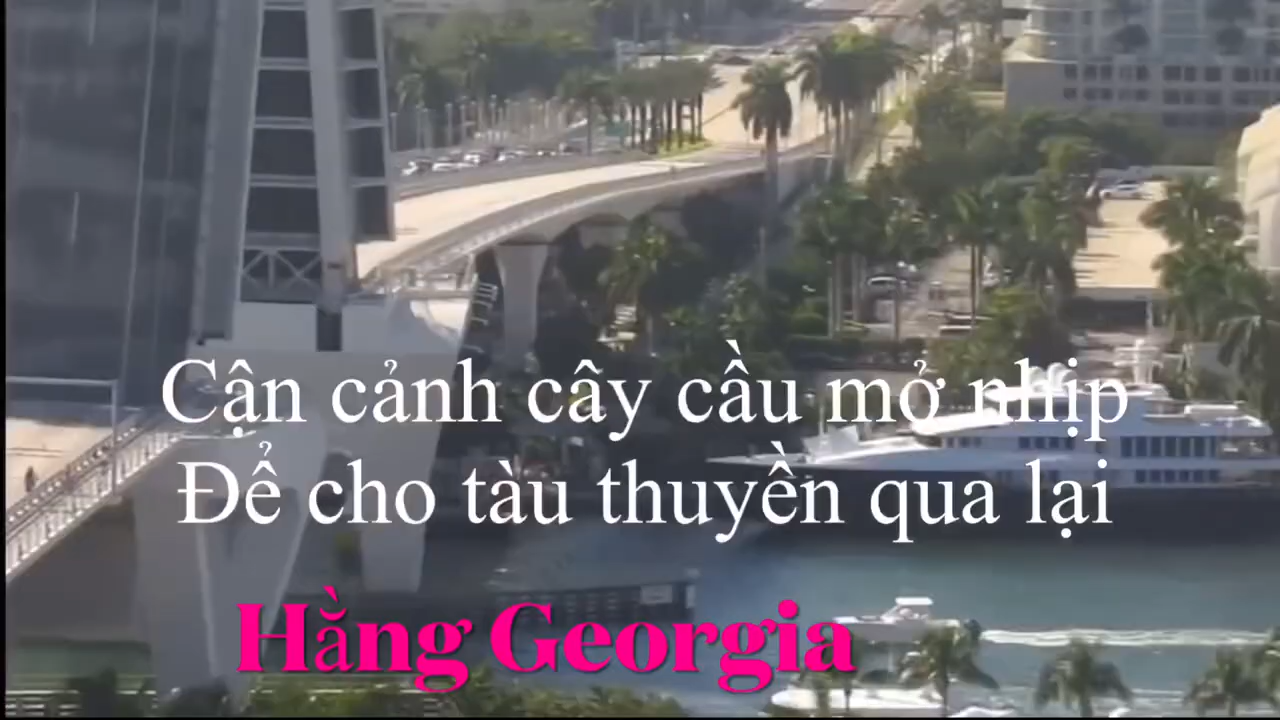 Cận cảnh cây cầu mở nhịp
Để cho tàu thuyền qua lại
Hằng Georgia